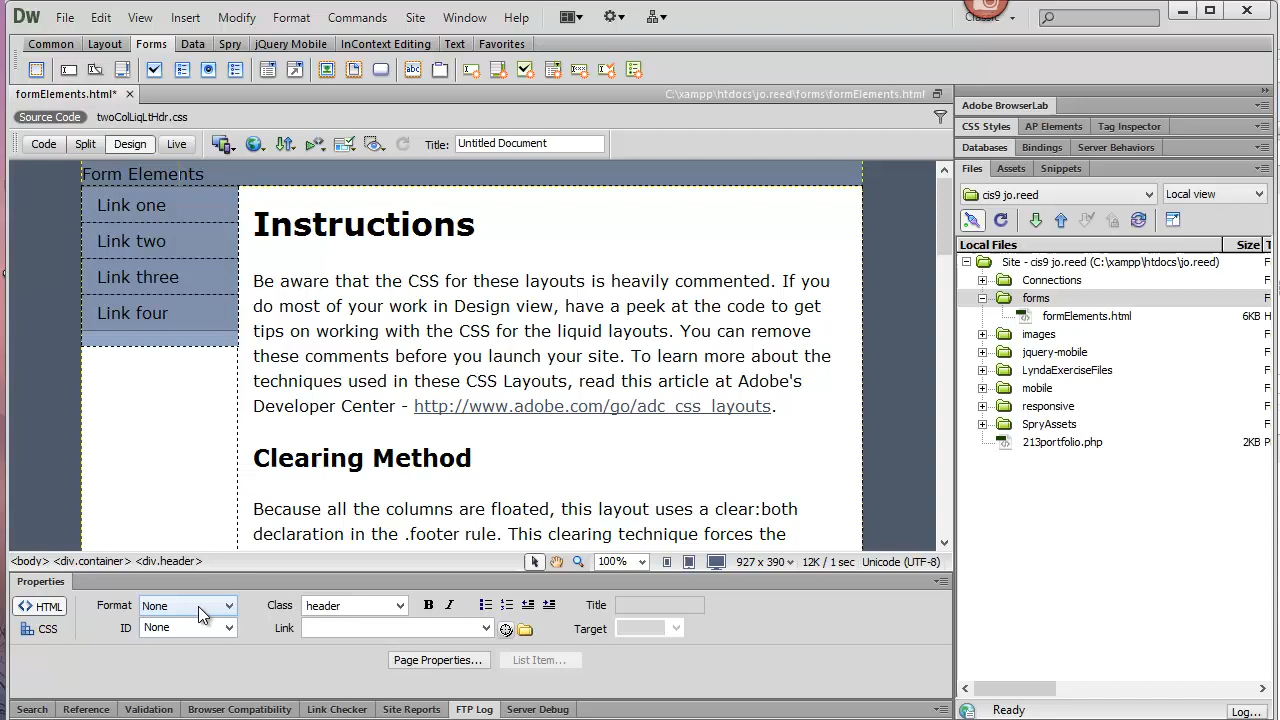 Dw File Edit View Insert Modify Format Commands Site Window Help Classic
Common Layout Forms Data Spry jQuery Mobile InContext Editing Text Favorites
formElements.html* C:\xampp\htdocs\jo.reed\forms\formElements.html
Source Code twoColLiqLtHdr.css
Code Split Design Live Title: Untitled Document
Form Elements
Link one
Link two
Link three
Link four
Instructions
Be aware that the CSS for these layouts is heavily commented. If you
do most of your work in Design view, have a peek at the code to get
tips on working with the CSS for the liquid layouts. You can remove
these comments before you launch your site. To learn more about the
techniques used in these CSS Layouts, read this article at Adobe's
Developer Center - http://www.adobe.com/go/adc_css_layouts.
Clearing Method
Because all the columns are floated, this layout uses a clear:both
declaration in the .footer rule. This clearing technique forces the
<body> <div.container> <div.header> 100% 927 x 390 12K / 1 sec Unicode (UTF-8)
Properties
<> HTML Format None Class header B I Title
CSS ID None Link Target
Page Properties... List Item...
Search Reference Validation Browser Compatibility Link Checker Site Reports FTP Log Server Debug
Adobe BrowserLab
CSS Styles AP Elements Tag Inspector
Databases Bindings Server Behaviors
Files Assets Snippets
cis9 jo.reed Local view
Local Files Size T
Site - cis9 jo.reed (C:\xampp\htdocs\jo.reed) F
Connections F
forms F
formElements.html 6KB H
images F
jquery-mobile F
LyndaExerciseFiles F
mobile F
responsive F
SpryAssets F
213portfolio.php 2KB P
Ready Log...